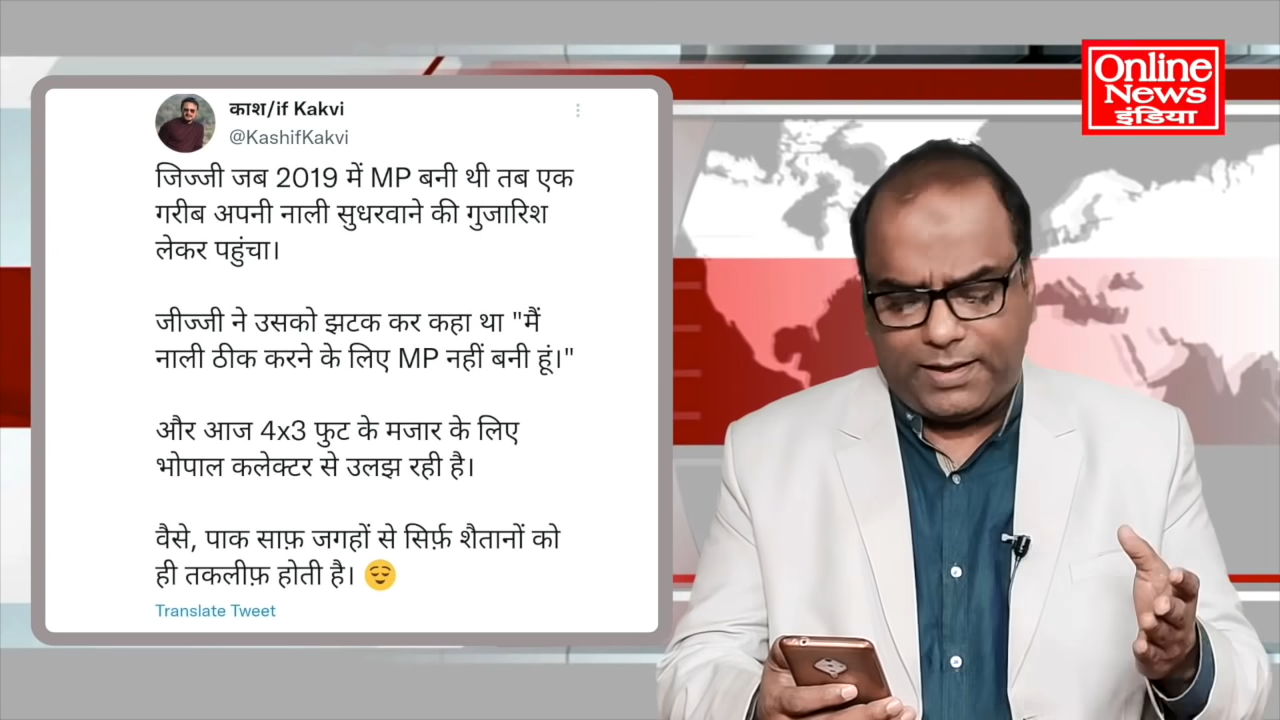 काश/if Kakvi
@KashifKakvi
जिज्जी जब 2019 में MP बनी थी तब एक
गरीब अपनी नाली सुधरवाने की गुजारिश
लेकर पहुंचा।
जीज्जी ने उसको झटक कर कहा था "मैं
नाली ठीक करने के लिए MP नहीं बनी हूं।"
और आज 4x3 फुट के मजार के लिए
भोपाल कलेक्टर से उलझ रही है।
वैसे, पाक साफ़ जगहों से सिर्फ़ शैतानों को
ही तकलीफ़ होती है। 😌
Translate Tweet
Online
News
इंडिया